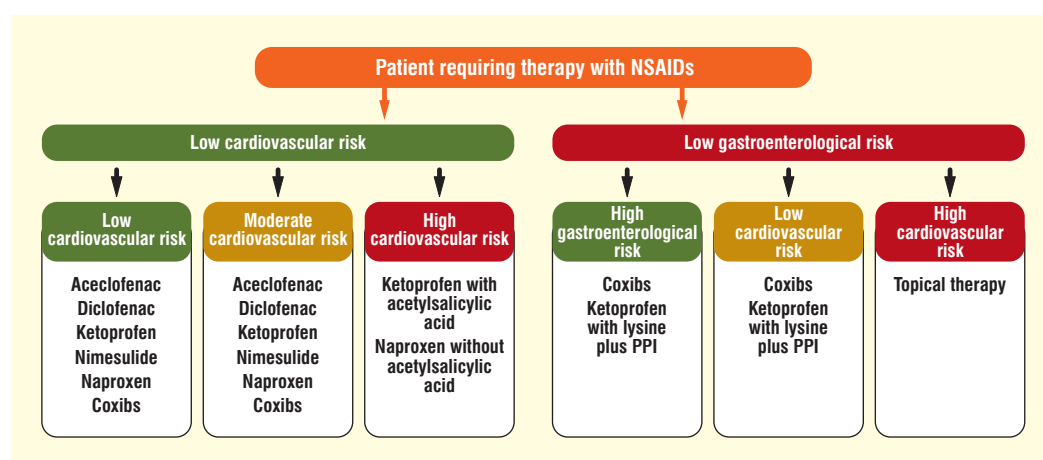 Patient requiring therapy with NSAIDs
Low cardiovascular risk
Low
cardiovascular risk
Aceclofenac
Diclofenac
Ketoprofen
Nimesulide
Naproxen
Coxibs
Moderate
cardiovascular risk
Aceclofenac
Diclofenac
Ketoprofen
Nimesulide
Naproxen
Coxibs
High
cardiovascular risk
Ketoprofen with
acetylsalicylic
acid
Naproxen without
acetylsalicylic
acid
Low gastroenterological risk
High
gastroenterological
risk
Coxibs
Ketoprofen
with lysine
plus PPI
Low
cardiovascular
risk
Coxibs
Ketoprofen
with lysine
plus PPI
High
cardiovascular
risk
Topical therapy